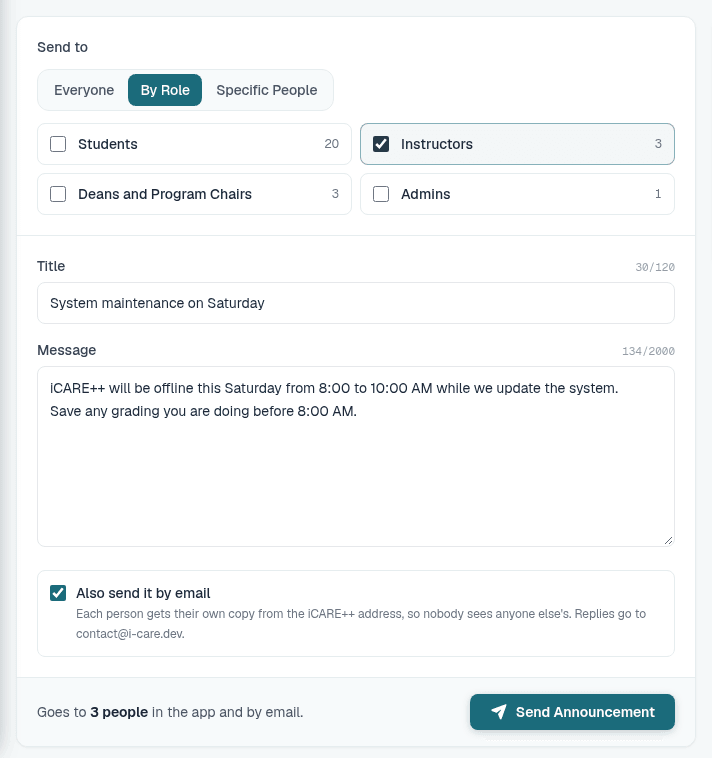 Send to
Everyone By Role Specific People
Students 20 Instructors 3
Deans and Program Chairs 3 Admins 1
Title 30/120
System maintenance on Saturday
Message 134/2000
iCARE++ will be offline this Saturday from 8:00 to 10:00 AM while we update the system.
Save any grading you are doing before 8:00 AM.
Also send it by email
Each person gets their own copy from the iCARE++ address, so nobody sees anyone else's. Replies go to
contact@i-care.dev.
Goes to 3 people in the app and by email. Send Announcement